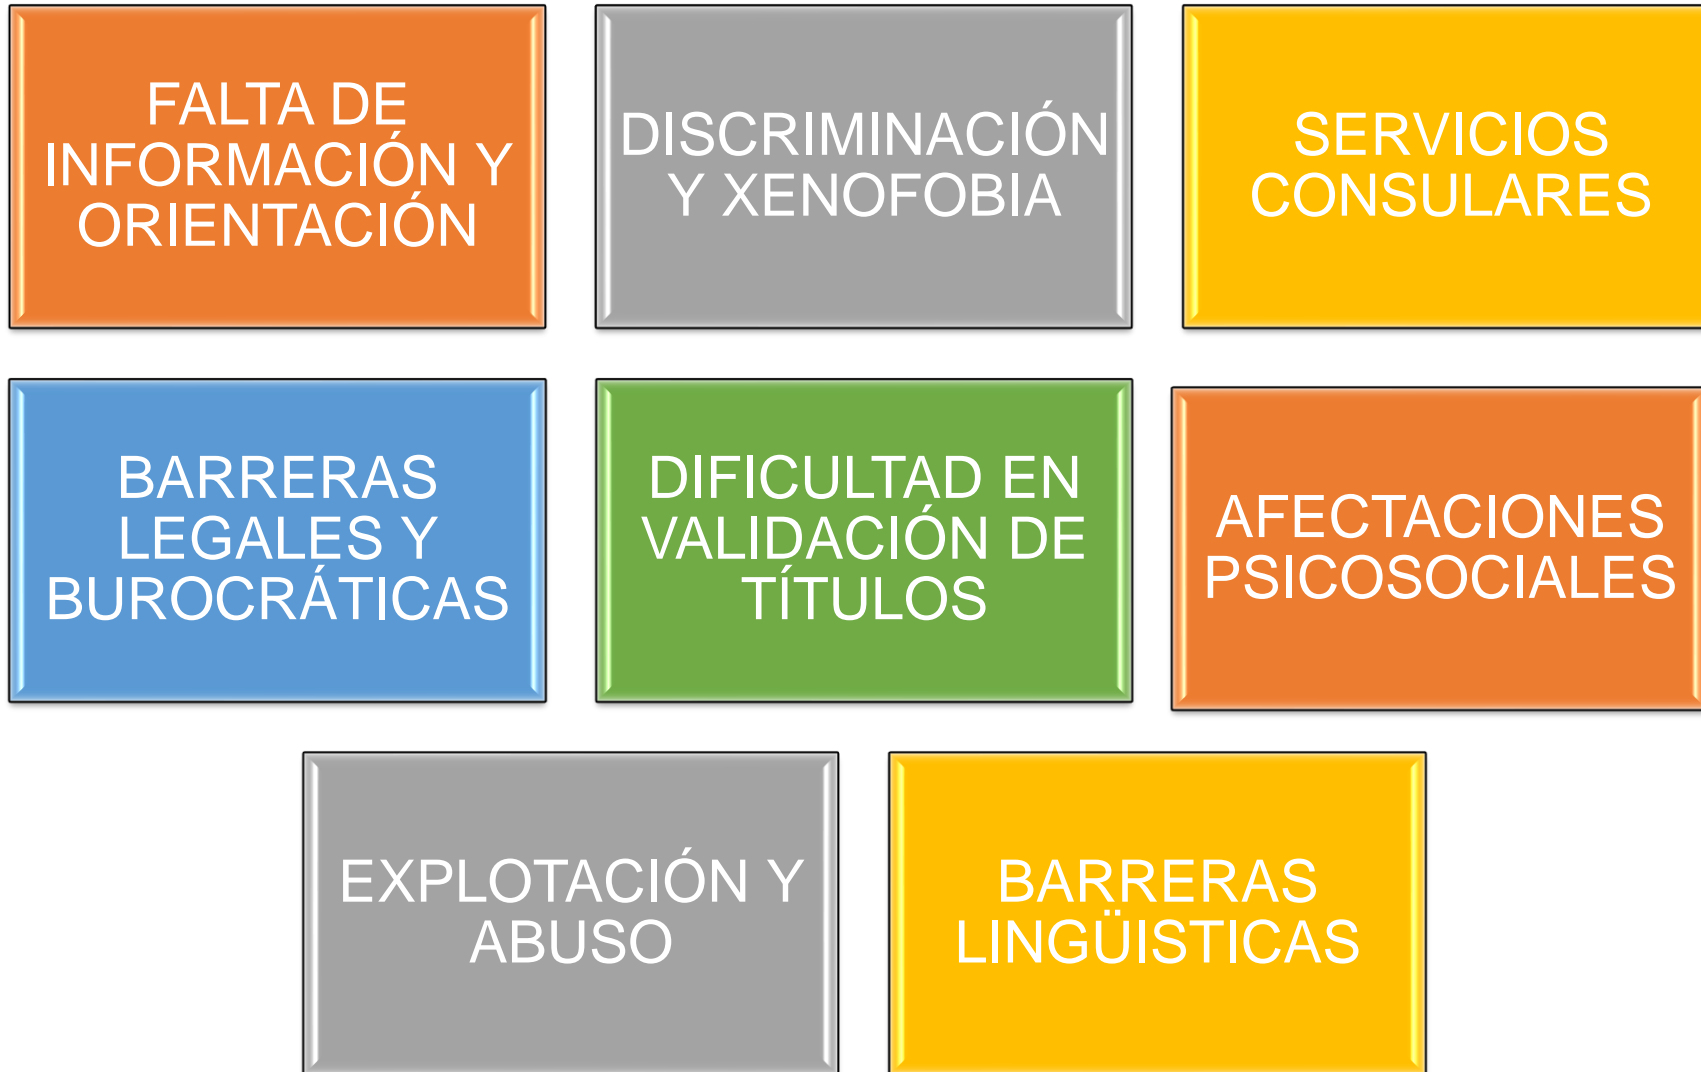 FALTA DE
INFORMACIÓN Y
ORIENTACIÓN
DISCRIMINACIÓN
Y XENOFOBIA
SERVICIOS
CONSULARES
BARRERAS
LEGALES Y
BUROCRÁTICAS
DIFICULTAD EN
VALIDACIÓN DE
TÍTULOS
AFECTACIONES
PSICOSOCIALES
EXPLOTACIÓN Y
ABUSO
BARRERAS
LINGÜISTICAS